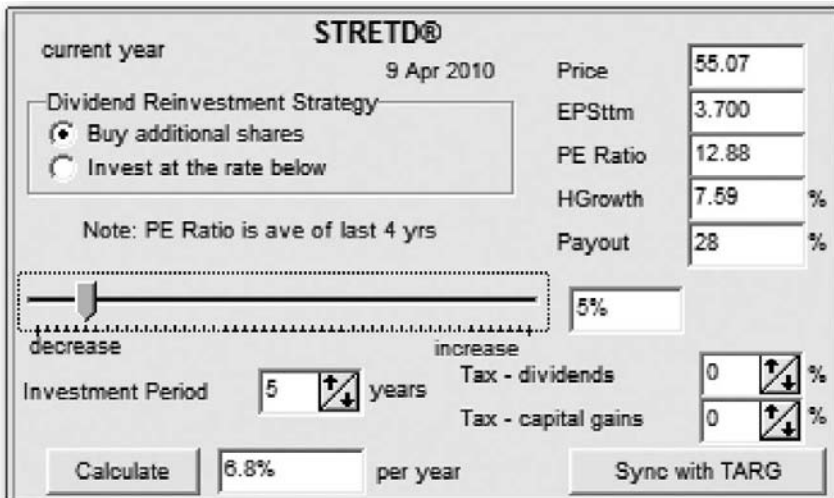 STRETD®
current year
9 Apr 2010
Dividend Reinvestment Strategy
Buy additional shares
Invest at the rate below
Note: PE Ratio is ave of last 4 yrs
Price 55.07
EPSttm 3.700
PE Ratio 12.88
HGrowth 7.59 %
Payout 28 %
5%
decrease increase
Investment Period 5 years
Tax - dividends 0 %
Tax - capital gains 0 %
Calculate 6.8% per year
Sync with TARG